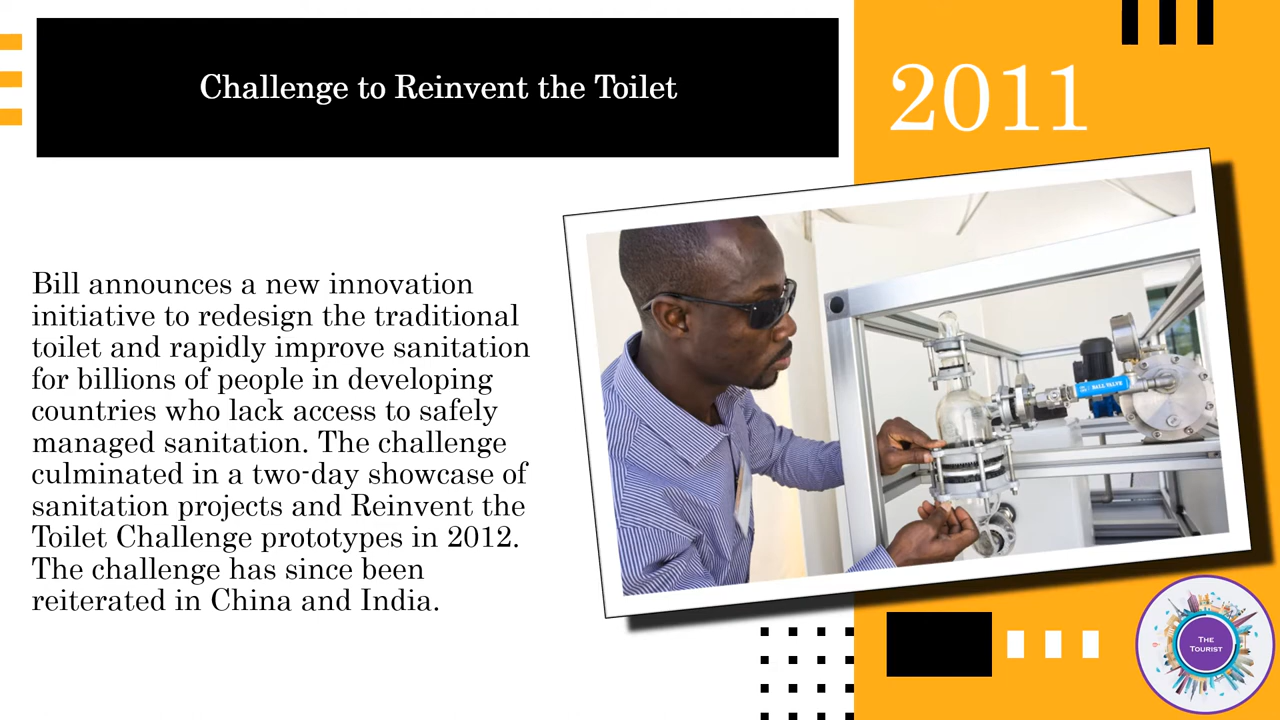 Challenge to Reinvent the Toilet
2011
Bill announces a new innovation
initiative to redesign the traditional
toilet and rapidly improve sanitation
for billions of people in developing
countries who lack access to safely
managed sanitation. The challenge
culminated in a two-day showcase of
sanitation projects and Reinvent the
Toilet Challenge prototypes in 2012.
The challenge has since been
reiterated in China and India.
BALL VALVE
THE
TOURIST